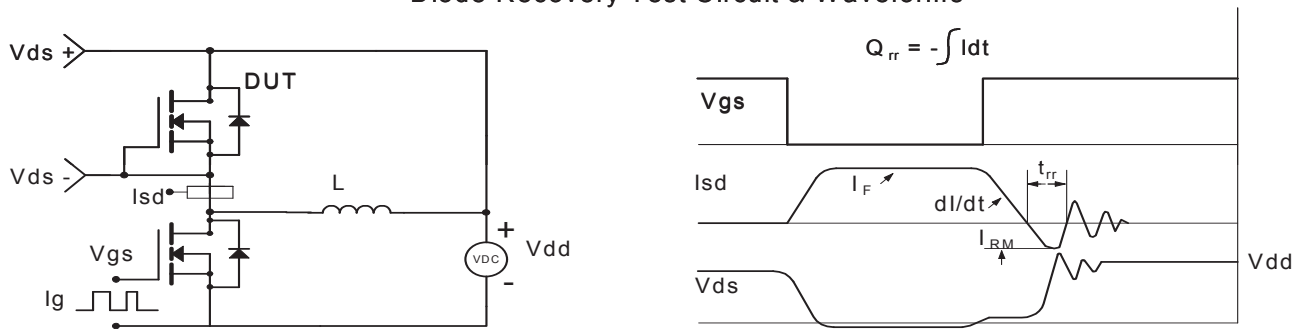 Diode Recovery Test Circuit & Waveforms
Vds +
DUT
Vds -
Isd
L
Vgs
Ig
VDC
+
-
Vdd
Q rr = - ∫ Idt
Vgs
Isd
I F
dI/dt
t rr
I RM
Vds
Vdd